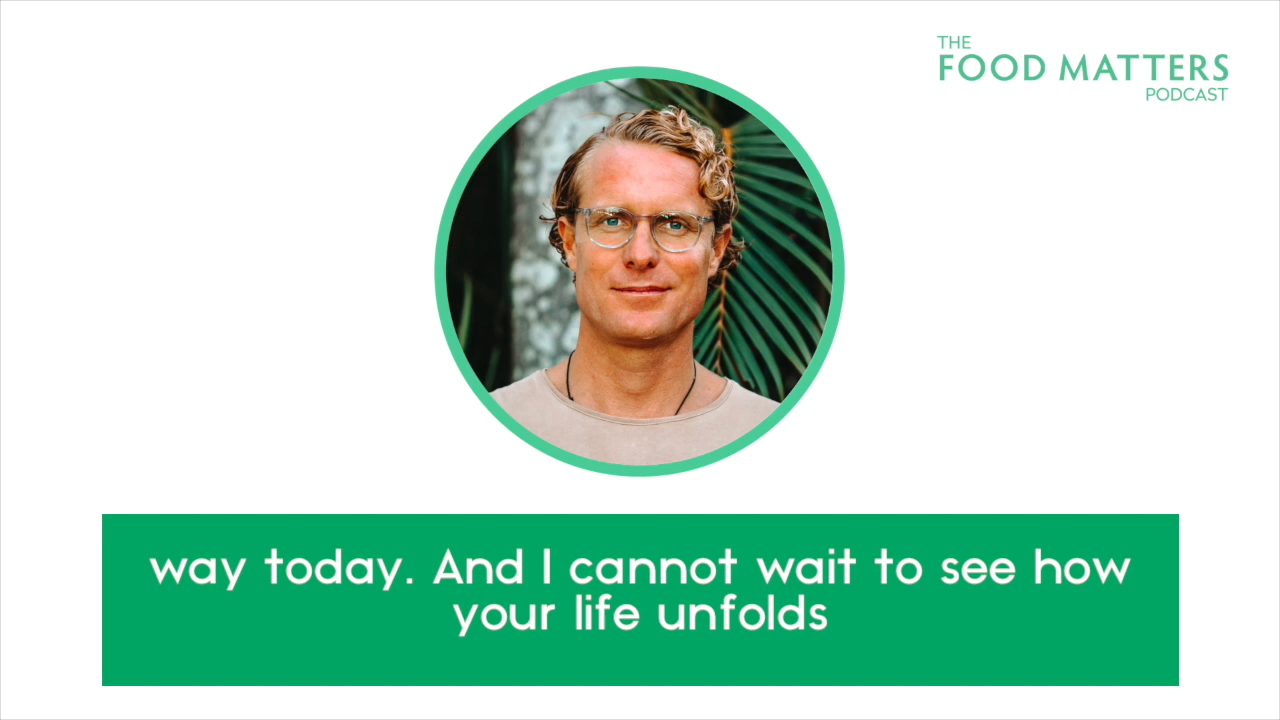 THE
FOOD MATTERS
PODCAST
way today. And I cannot wait to see how
your life unfolds